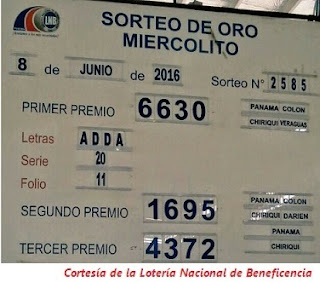 LNB
SORTEO DE ORO
MIERCOLITO
8 de JUNIO de 2016 Sorteo Nº 2585
PRIMER PREMIO 6630 PANAMA COLON
CHIRIQUI VERAGUAS
Letras ADDA
Serie 20
Folio 11
SEGUNDO PREMIO 1695 PANAMA COLON
CHIRIQUI DARIEN
TERCER PREMIO 4372 PANAMA
CHIRIQUI
Cortesía de la Lotería Nacional de Beneficencia